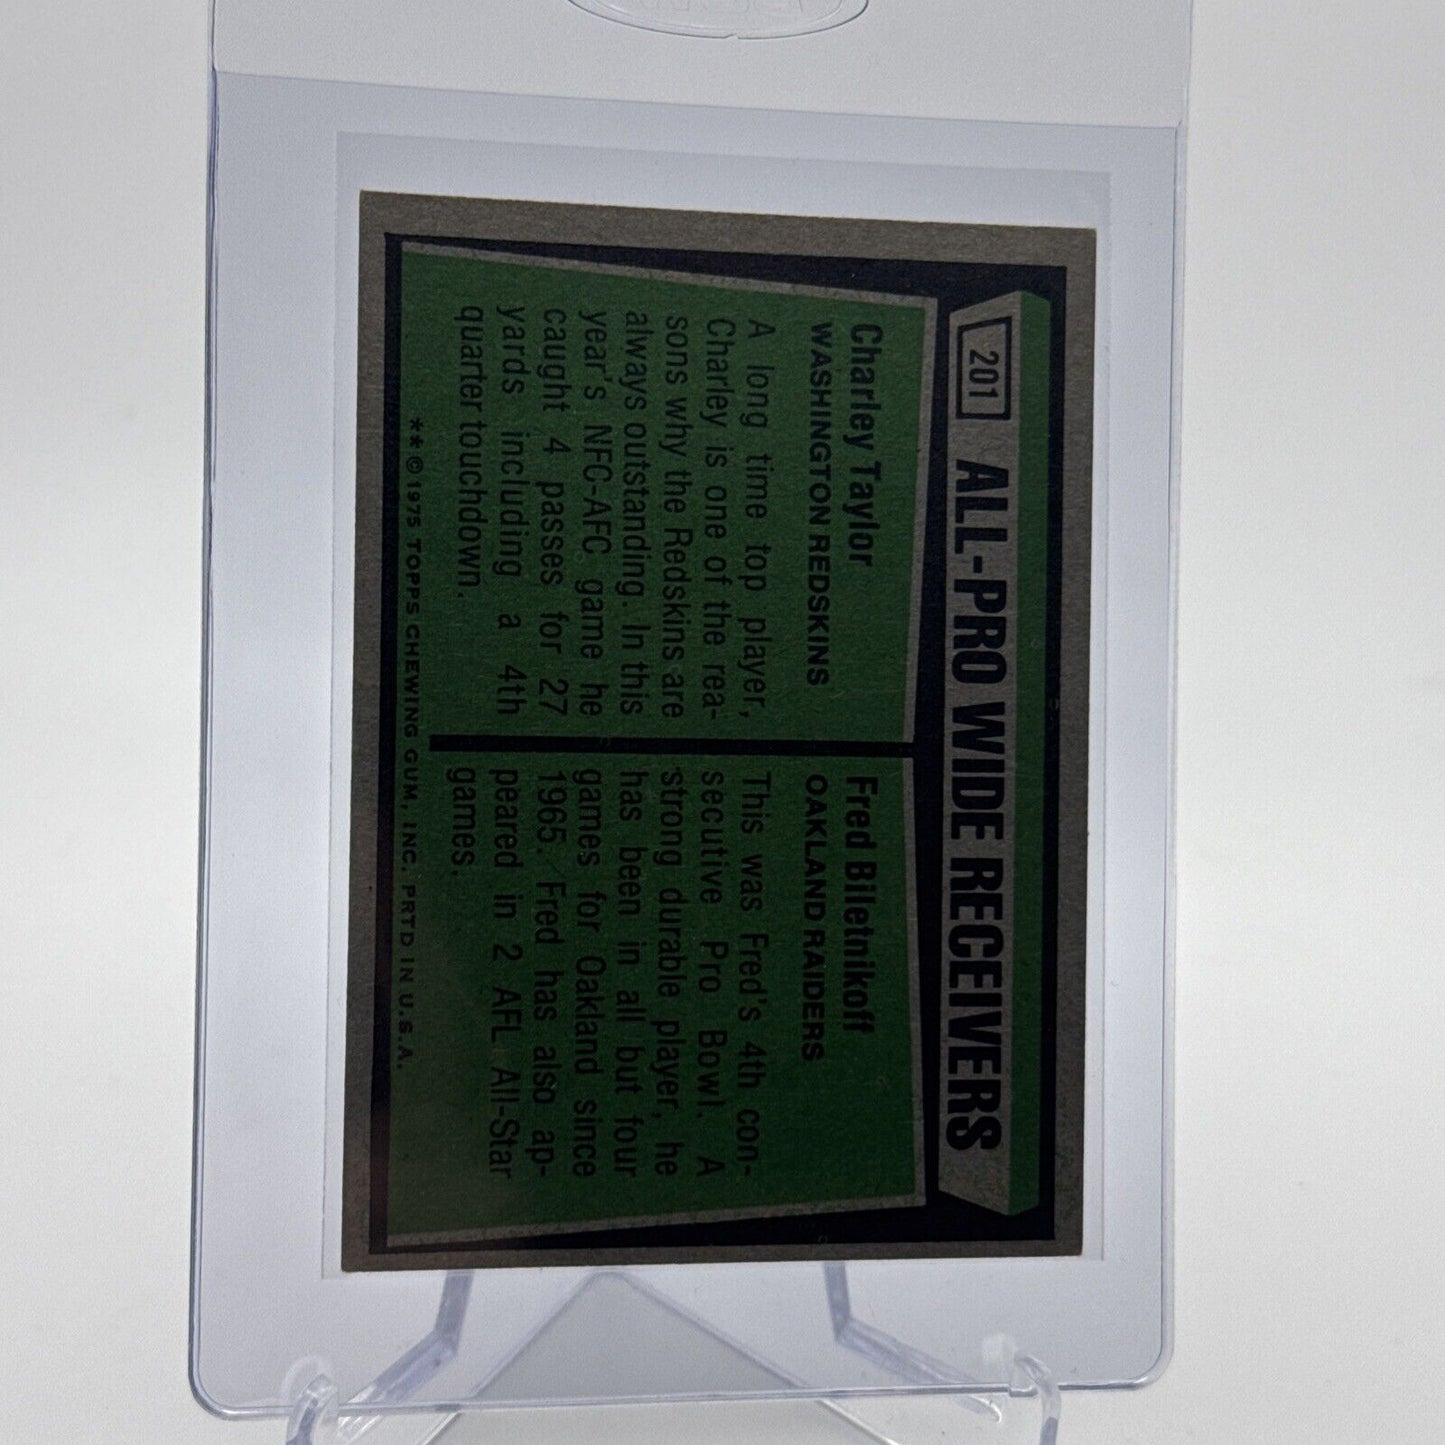 201 ALL-PRO WIDE RECEIVERS
Charley Taylor
WASHINGTON REDSKINS
A long time top player,
Charley is one of the rea-
sons why the Redskins are
always outstanding. In this
year's NFC-AFC game he
caught 4 passes for 27
yards including a 4th
quarter touchdown.
Fred Biletnikoff
OAKLAND RAIDERS
This was Fred's 4th con-
secutive Pro Bowl. A
strong durable player, he
has been in all but four
games for Oakland since
1965. Fred has also ap-
peared in 2 AFL All-Star
games.
**©1975 TOPPS CHEWING GUM, INC. PRTD IN U.S.A.